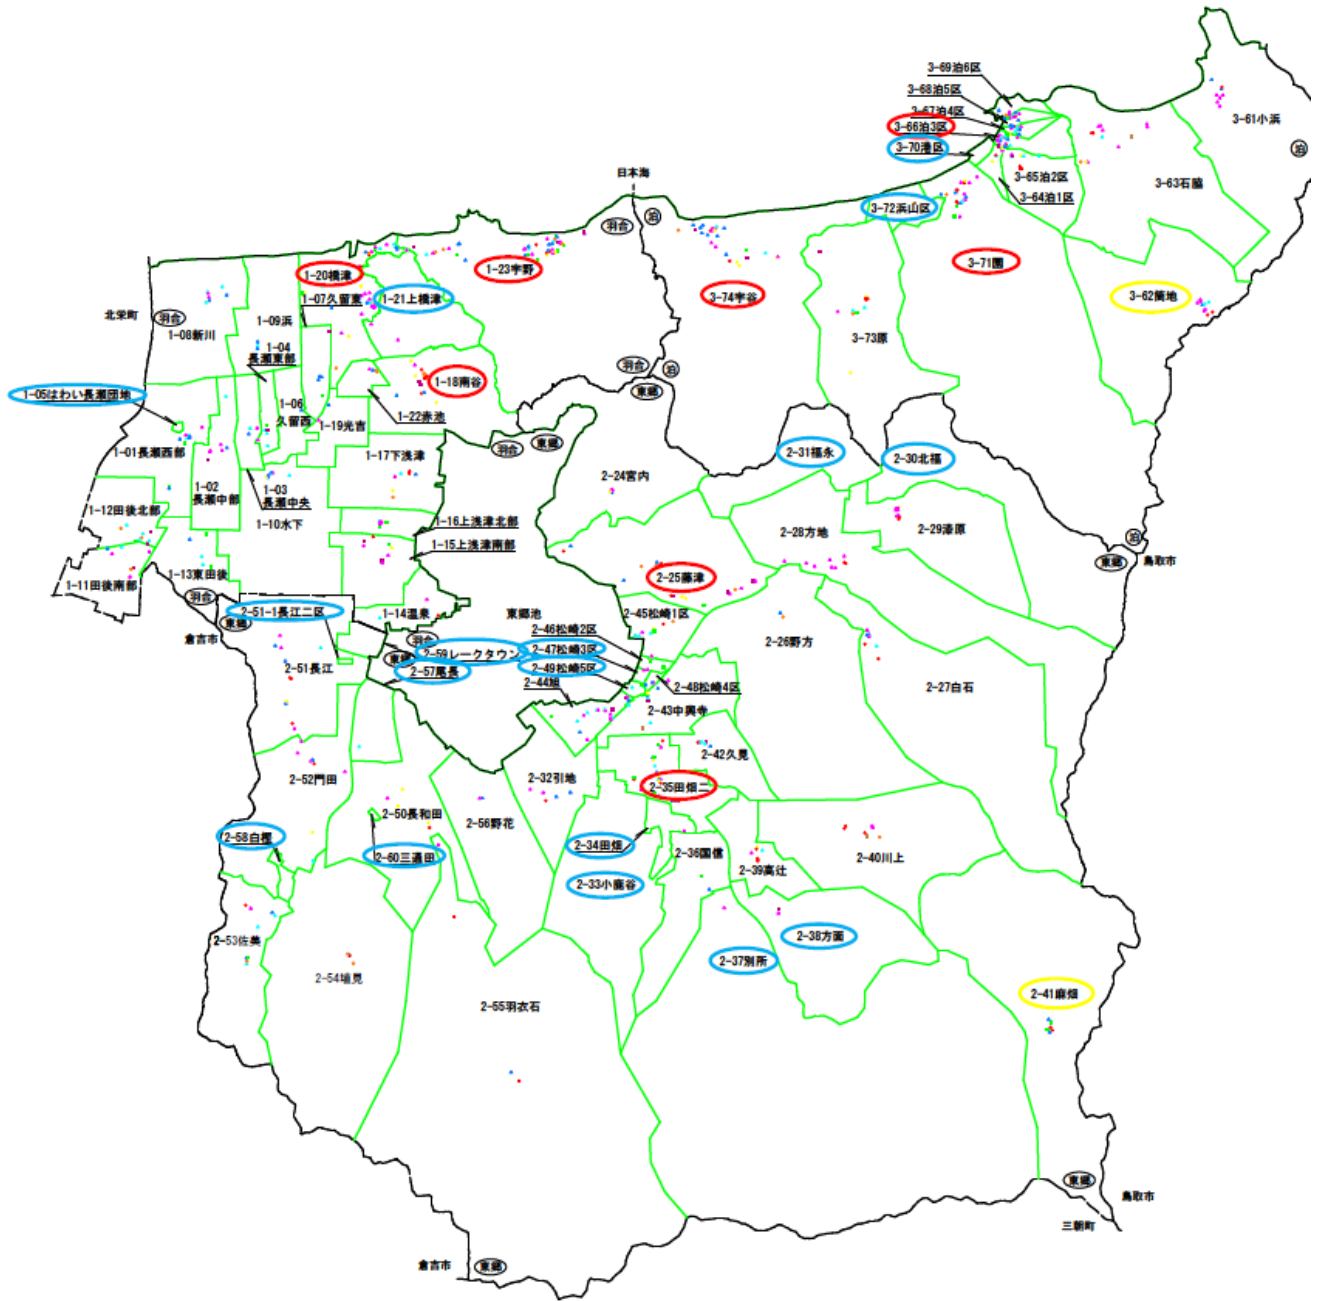 3-69泊6区
3-68泊5区
3-67泊4区
3-66泊3区
3-70港区
3-61小浜
泊
3-65泊2区
3-64泊1区
3-63石脇
日本海
3-72浜山区
羽合
泊
3-71園
1-20橋津
1-23宇野
3-74宇谷
3-62筒地
1-07久留東
1-21上橋津
北栄町
羽合
1-08新川
1-09浜
3-73原
1-04
長瀬東部
羽合
泊
東郷
1-18南谷
1-05はわい長瀬団地
1-06
久留西
1-22赤池
1-19光吉
1-01長瀬西部
羽合
東郷
2-31福永
2-30北福
1-17下浅津
2-24宮内
1-02
長瀬中部
1-03
長瀬中央
1-12田後北部
1-10水下
1-16上浅津北部
2-28方地
2-29漆原
1-15上浅津南部
泊
東郷
鳥取市
1-13東田後
1-11田後南部
2-25藤津
羽合
2-51-1長江二区
1-14温泉
東郷池
2-45松崎1区
東郷
倉吉市
2-46松崎2区
羽合
2-26野方
2-59レークタウン
2-47松崎3区
東郷
2-51長江
2-49松崎5区
2-57尾長
2-44旭
2-48松崎4区
2-27白石
2-43中興寺
2-42久見
2-52門田
2-32引地
2-35田畑二
2-50長和田
2-56野花
2-58白樫
2-34田畑
2-60三通田
2-36国信
2-40川上
2-39高辻
2-33小鹿谷
2-53佐美
2-38方面
2-37別所
2-54埴見
2-41麻畑
2-55羽衣石
東郷
鳥取市
三朝町
倉吉市
東郷